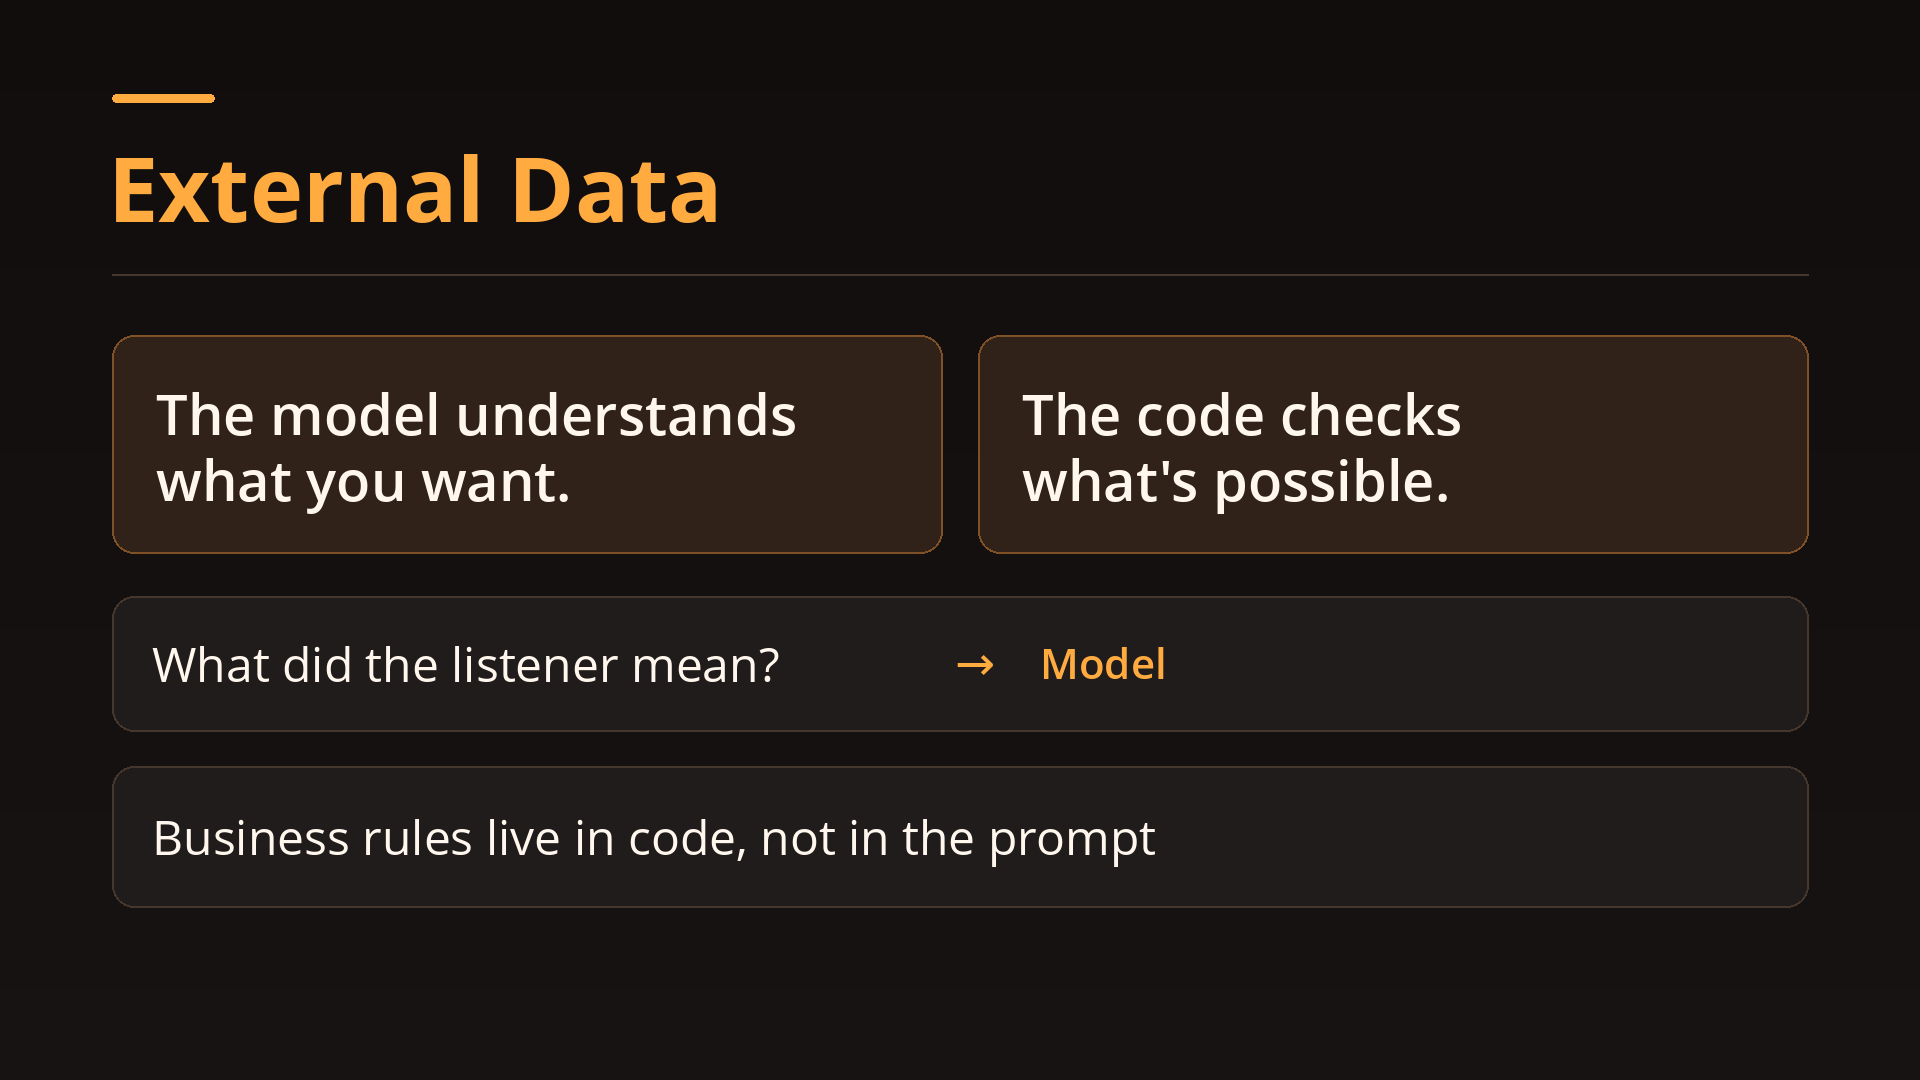 External Data
The model understands
what you want.
The code checks
what's possible.
What did the listener mean? → Model
Business rules live in code, not in the prompt